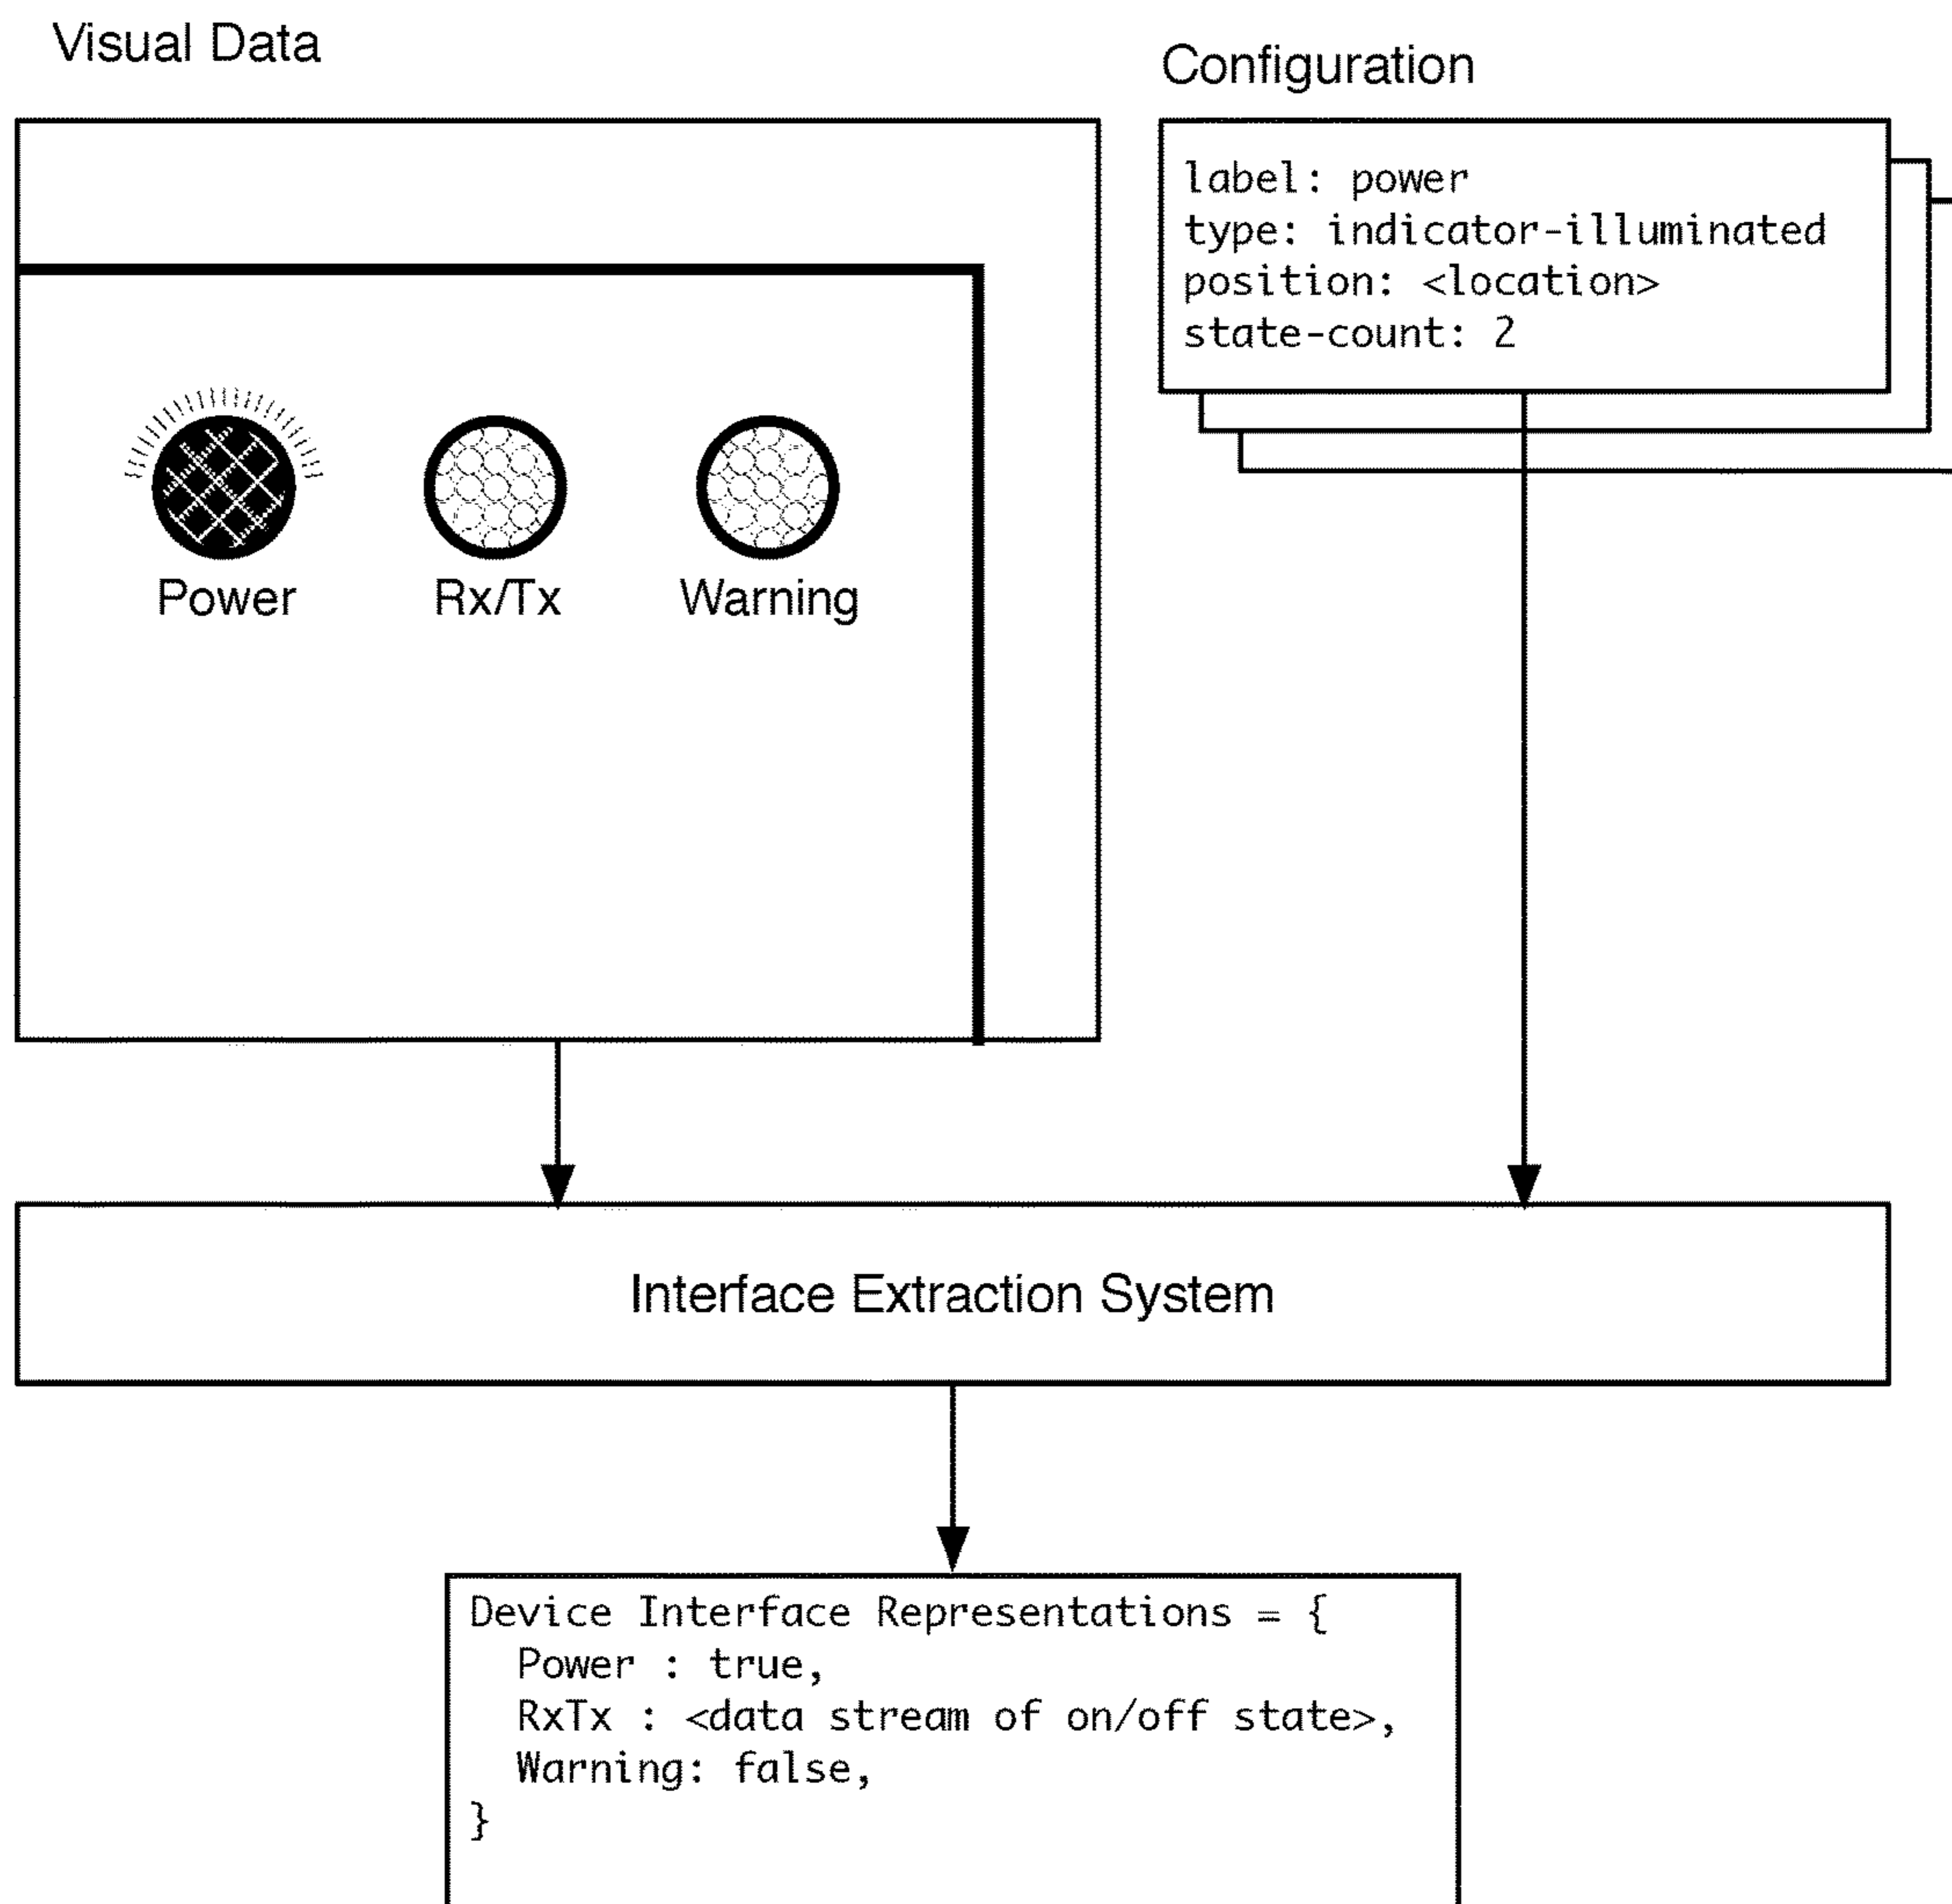 Visual Data
Configuration
label: power
type: indicator-illuminated
position: <location>
state-count: 2
Power
Rx/Tx
Warning
Interface Extraction System
Device Interface Representations = {
Power : true,
RxTx : <data stream of on/off state>,
Warning: false,
}